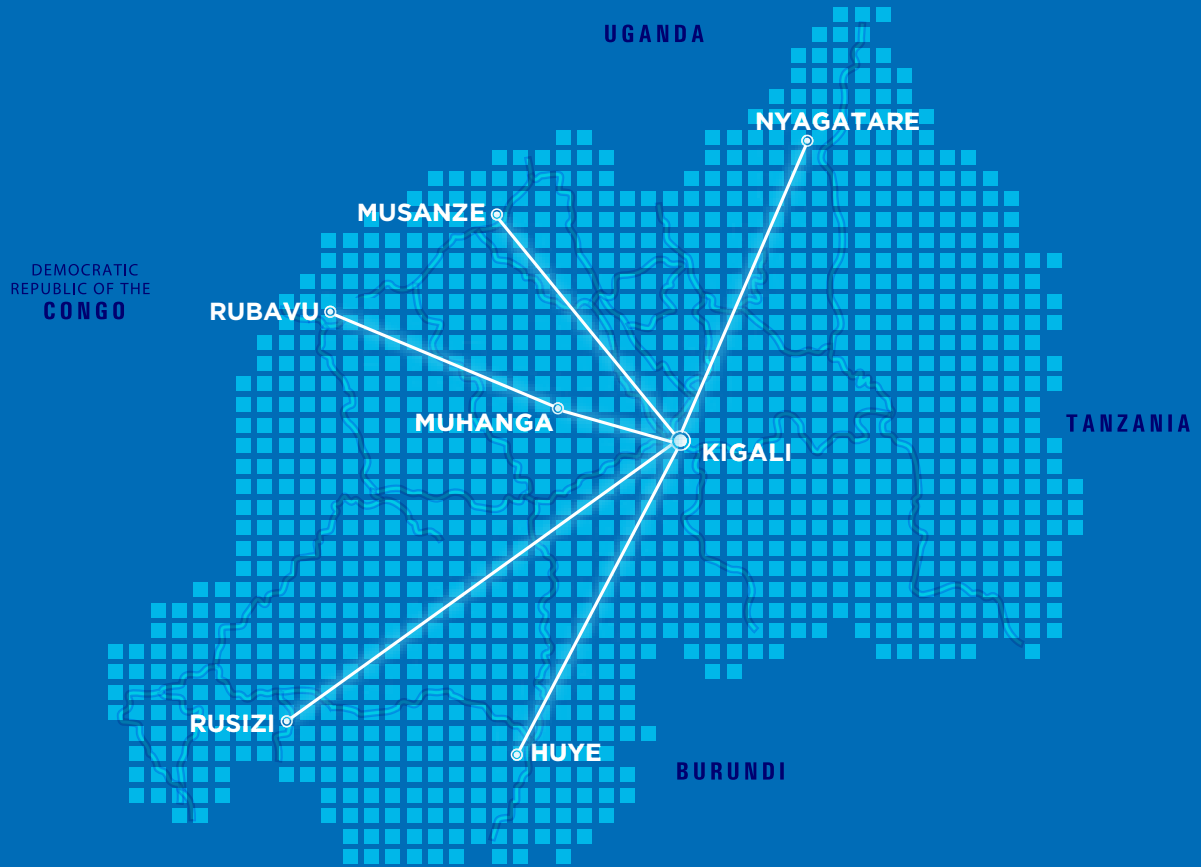 UGANDA
NYAGATARE
MUSANZE
DEMOCRATIC
REPUBLIC OF THE
CONGO
RUBAVU
MUHANGA
TANZANIA
KIGALI
RUSIZI
HUYE
BURUNDI